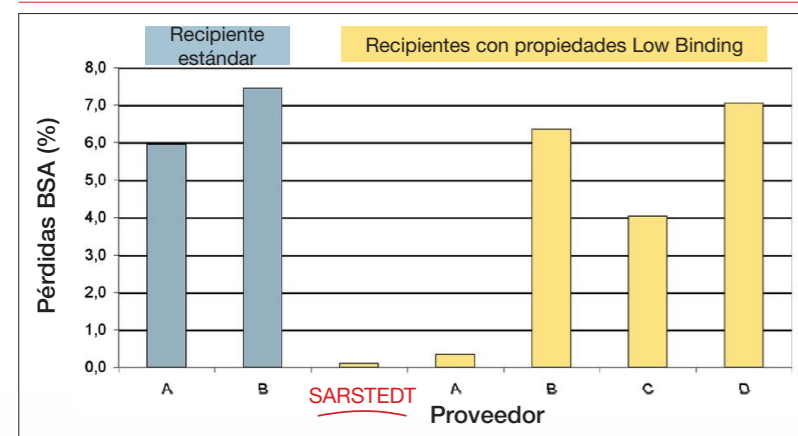 Recipiente
estándar
Recipientes con propiedades Low Binding
Pérdidas BSA (%)
8,0
7,0
6,0
5,0
4,0
3,0
2,0
1,0
0,0
A B SARSTEDT A B C D
Proveedor